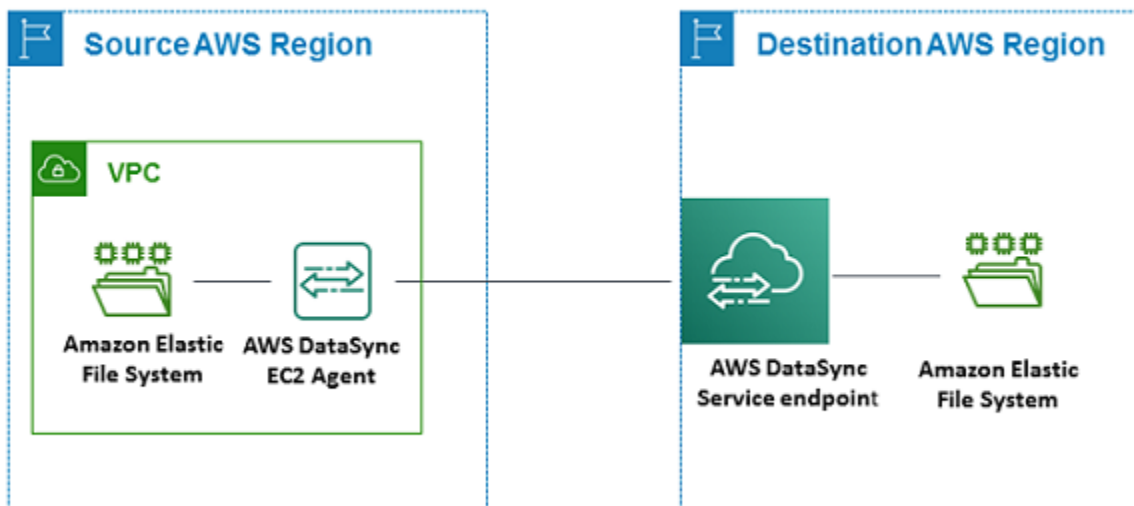 Source AWS Region
Destination AWS Region
VPC
Amazon Elastic
File System
AWS DataSync
EC2 Agent
AWS DataSync
Service endpoint
Amazon Elastic
File System